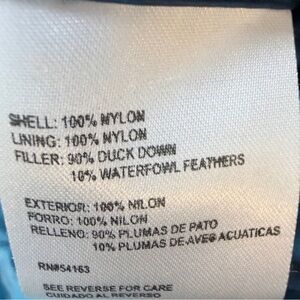 SHELL: 100% NYLON
LINING: 100% NYLON
FILLER: 90% DUCK DOWN
10% WATERFOWL FEATHERS
EXTERIOR: 100% NILON
FORRO: 100% NILON
RELLENO: 90% PLUMAS DE PATO
10% PLUMAS DE AVES ACUATICAS
RN#54163
SEE REVERSE FOR CARE
CUIDADO AL REVERSO